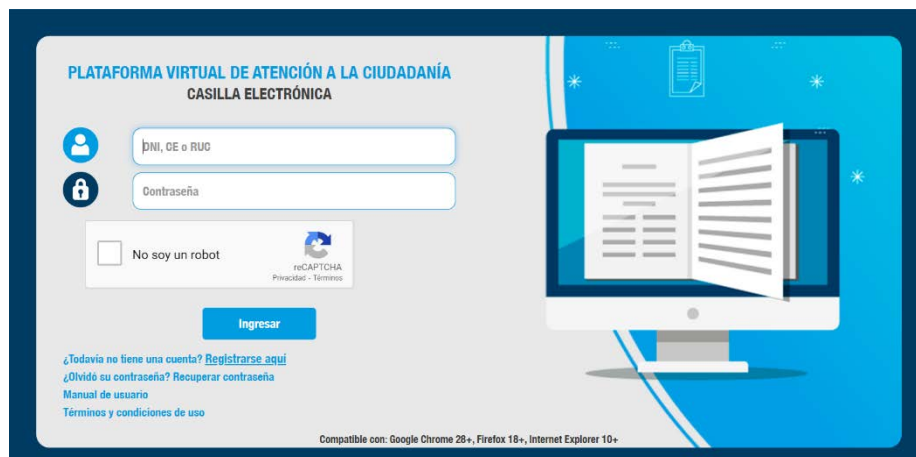 PLATAFORMA VIRTUAL DE ATENCIÓN A LA CIUDADANÍA
CASILLA ELECTRÓNICA
DNI, CE o RUC
Contraseña
No soy un robot
reCAPTCHA
Privacidad - Términos
Ingresar
¿Todavía no tiene una cuenta? Registrarse aquí
¿Olvidó su contraseña? Recuperar contraseña
Manual de usuario
Términos y condiciones de uso
Compatible con: Google Chrome 28+, Firefox 18+, Internet Explorer 10+